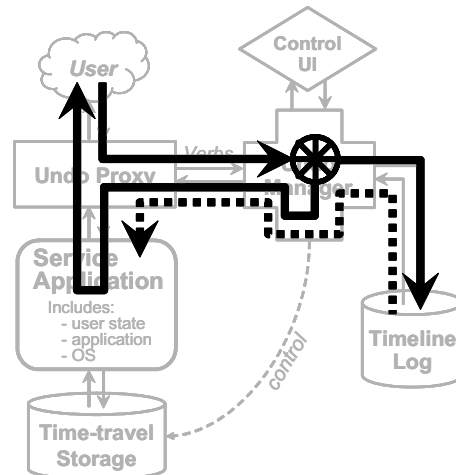 Control
UI
User
Verbs
Undo Proxy
Manager
Service
Application
Includes:
- user state
- application
- OS
control
Timeline
Log
Time-travel
Storage